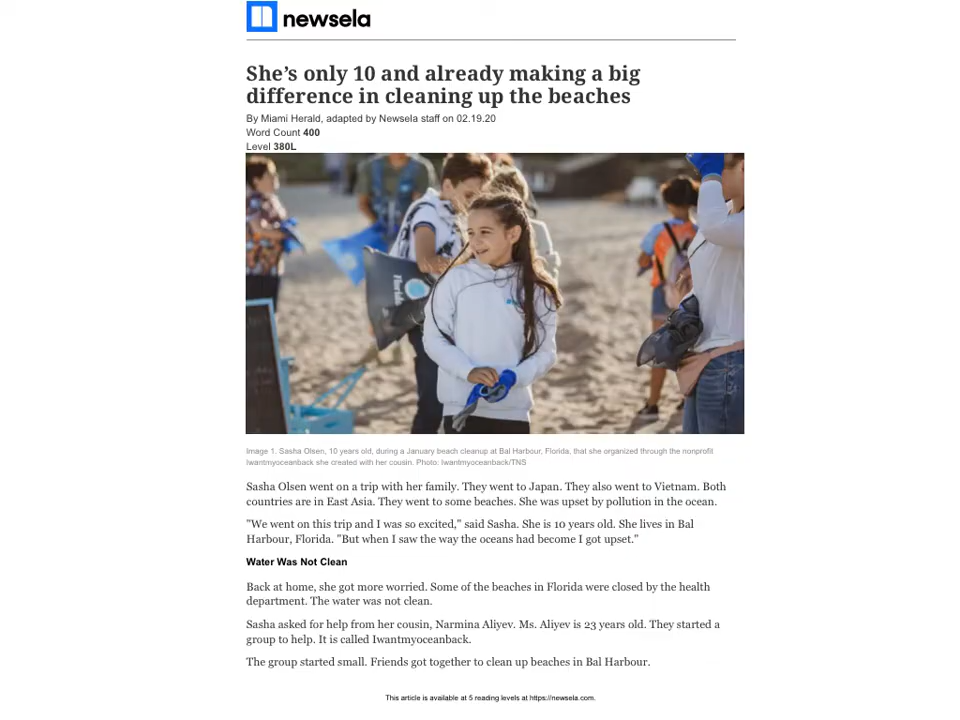 newsela
She's only 10 and already making a big
difference in cleaning up the beaches
By Miami Herald, adapted by Newsela staff on 02.19.20
Word Count 400
Level 380L
Image 1. Sasha Olsen, 10 years old, during a January beach cleanup at Bal Harbour, Florida, that she organized through the nonprofit
Iwantmyoceanback she created with her cousin. Photo: Iwantmyoceanback/TNS
Sasha Olsen went on a trip with her family. They went to Japan. They also went to Vietnam. Both
countries are in East Asia. They went to some beaches. She was upset by pollution in the ocean.
"We went on this trip and I was so excited," said Sasha. She is 10 years old. She lives in Bal
Harbour, Florida. "But when I saw the way the oceans had become I got upset."
Water Was Not Clean
Back at home, she got more worried. Some of the beaches in Florida were closed by the health
department. The water was not clean.
Sasha asked for help from her cousin, Narmina Aliyev. Ms. Aliyev is 23 years old. They started a
group to help. It is called Iwantmyoceanback.
The group started small. Friends got together to clean up beaches in Bal Harbour.
This article is available at 5 reading levels at https://newsela.com.